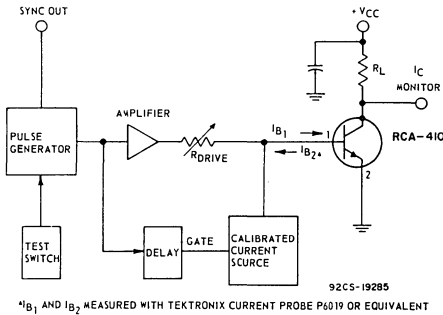 SYNC OUT
+ VCC
RL
IC
MONITOR
AMPLIFIER
PULSE
GENERATOR
RDRIVE
IB1
IB2▲
1
RCA-410
2
TEST
SWITCH
DELAY
GATE
CALIBRATED
CURRENT
SOURCE
92CS-19285
▲IB1 AND IB2 MEASURED WITH TEKTRONIX CURRENT PROBE P6019 OR EQUIVALENT